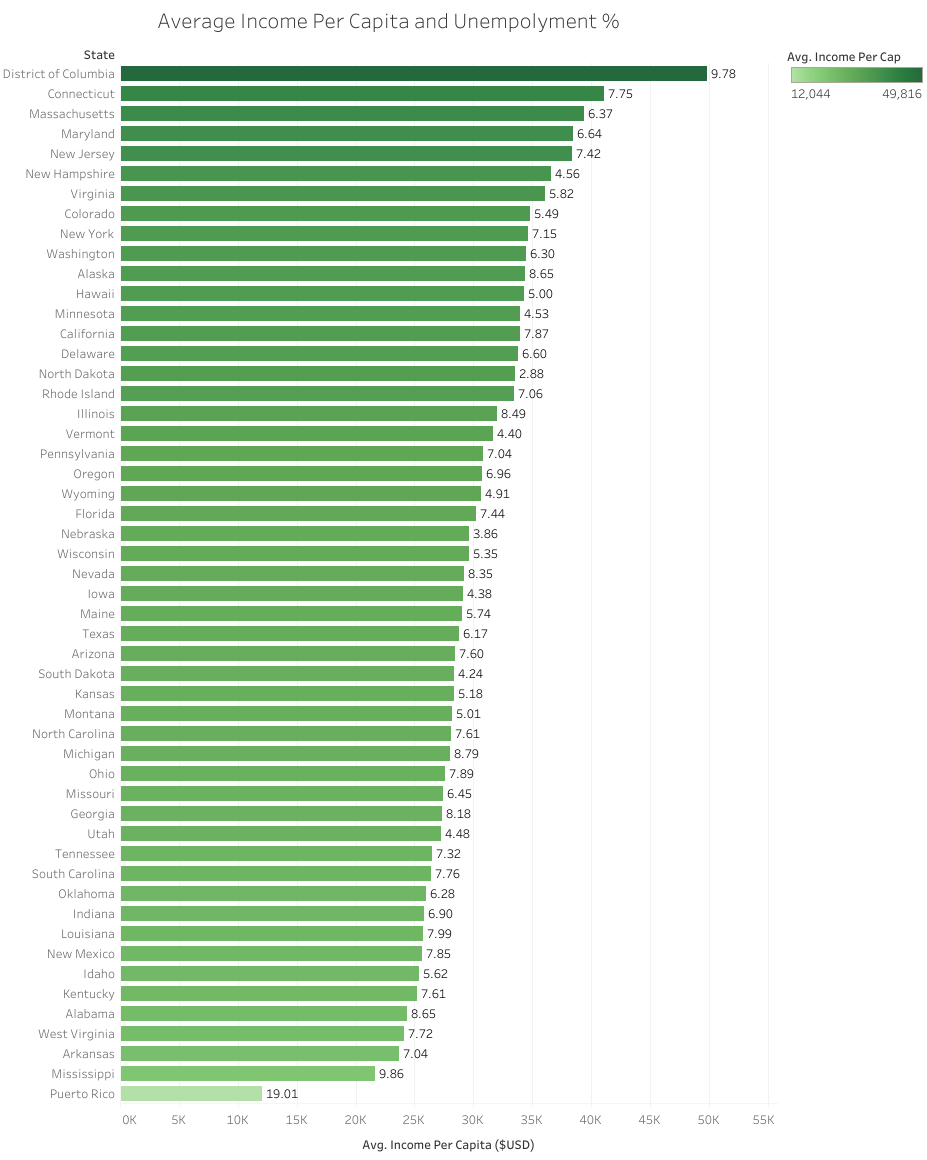 Average Income Per Capita and Unempolyment %
State
Avg. Income Per Cap
12,044 49,816
District of Columbia 9.78
Connecticut 7.75
Massachusetts 6.37
Maryland 6.64
New Jersey 7.42
New Hampshire 4.56
Virginia 5.82
Colorado 5.49
New York 7.15
Washington 6.30
Alaska 8.65
Hawaii 5.00
Minnesota 4.53
California 7.87
Delaware 6.60
North Dakota 2.88
Rhode Island 7.06
Illinois 8.49
Vermont 4.40
Pennsylvania 7.04
Oregon 6.96
Wyoming 4.91
Florida 7.44
Nebraska 3.86
Wisconsin 5.35
Nevada 8.35
Iowa 4.38
Maine 5.74
Texas 6.17
Arizona 7.60
South Dakota 4.24
Kansas 5.18
Montana 5.01
North Carolina 7.61
Michigan 8.79
Ohio 7.89
Missouri 6.45
Georgia 8.18
Utah 4.48
Tennessee 7.32
South Carolina 7.76
Oklahoma 6.28
Indiana 6.90
Louisiana 7.99
New Mexico 7.85
Idaho 5.62
Kentucky 7.61
Alabama 8.65
West Virginia 7.72
Arkansas 7.04
Mississippi 9.86
Puerto Rico 19.01
0K 5K 10K 15K 20K 25K 30K 35K 40K 45K 50K 55K
Avg. Income Per Capita ($USD)